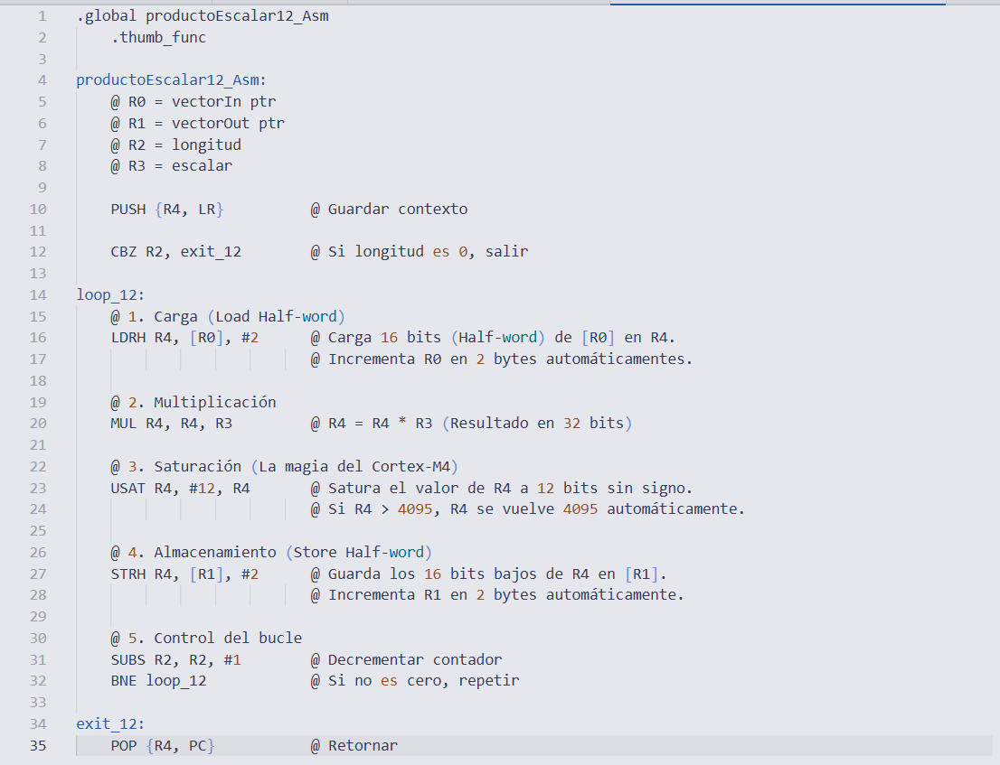 1 .global productoEscalar12_Asm
2 .thumb_func
3
4 productoEscalar12_Asm:
5 @ R0 = vectorIn ptr
6 @ R1 = vectorOut ptr
7 @ R2 = longitud
8 @ R3 = escalar
9
10 PUSH {R4, LR} @ Guardar contexto
11
12 CBZ R2, exit_12 @ Si longitud es 0, salir
13
14 loop_12:
15 @ 1. Carga (Load Half-word)
16 LDRH R4, [R0], #2 @ Carga 16 bits (Half-word) de [R0] en R4.
17 @ Incrementa R0 en 2 bytes automáticamentes.
18
19 @ 2. Multiplicación
20 MUL R4, R4, R3 @ R4 = R4 * R3 (Resultado en 32 bits)
21
22 @ 3. Saturación (La magia del Cortex-M4)
23 USAT R4, #12, R4 @ Satura el valor de R4 a 12 bits sin signo.
24 @ Si R4 > 4095, R4 se vuelve 4095 automáticamente.
25
26 @ 4. Almacenamiento (Store Half-word)
27 STRH R4, [R1], #2 @ Guarda los 16 bits bajos de R4 en [R1].
28 @ Incrementa R1 en 2 bytes automáticamente.
29
30 @ 5. Control del bucle
31 SUBS R2, R2, #1 @ Decrementar contador
32 BNE loop_12 @ Si no es cero, repetir
33
34 exit_12:
35 POP {R4, PC} @ Retornar